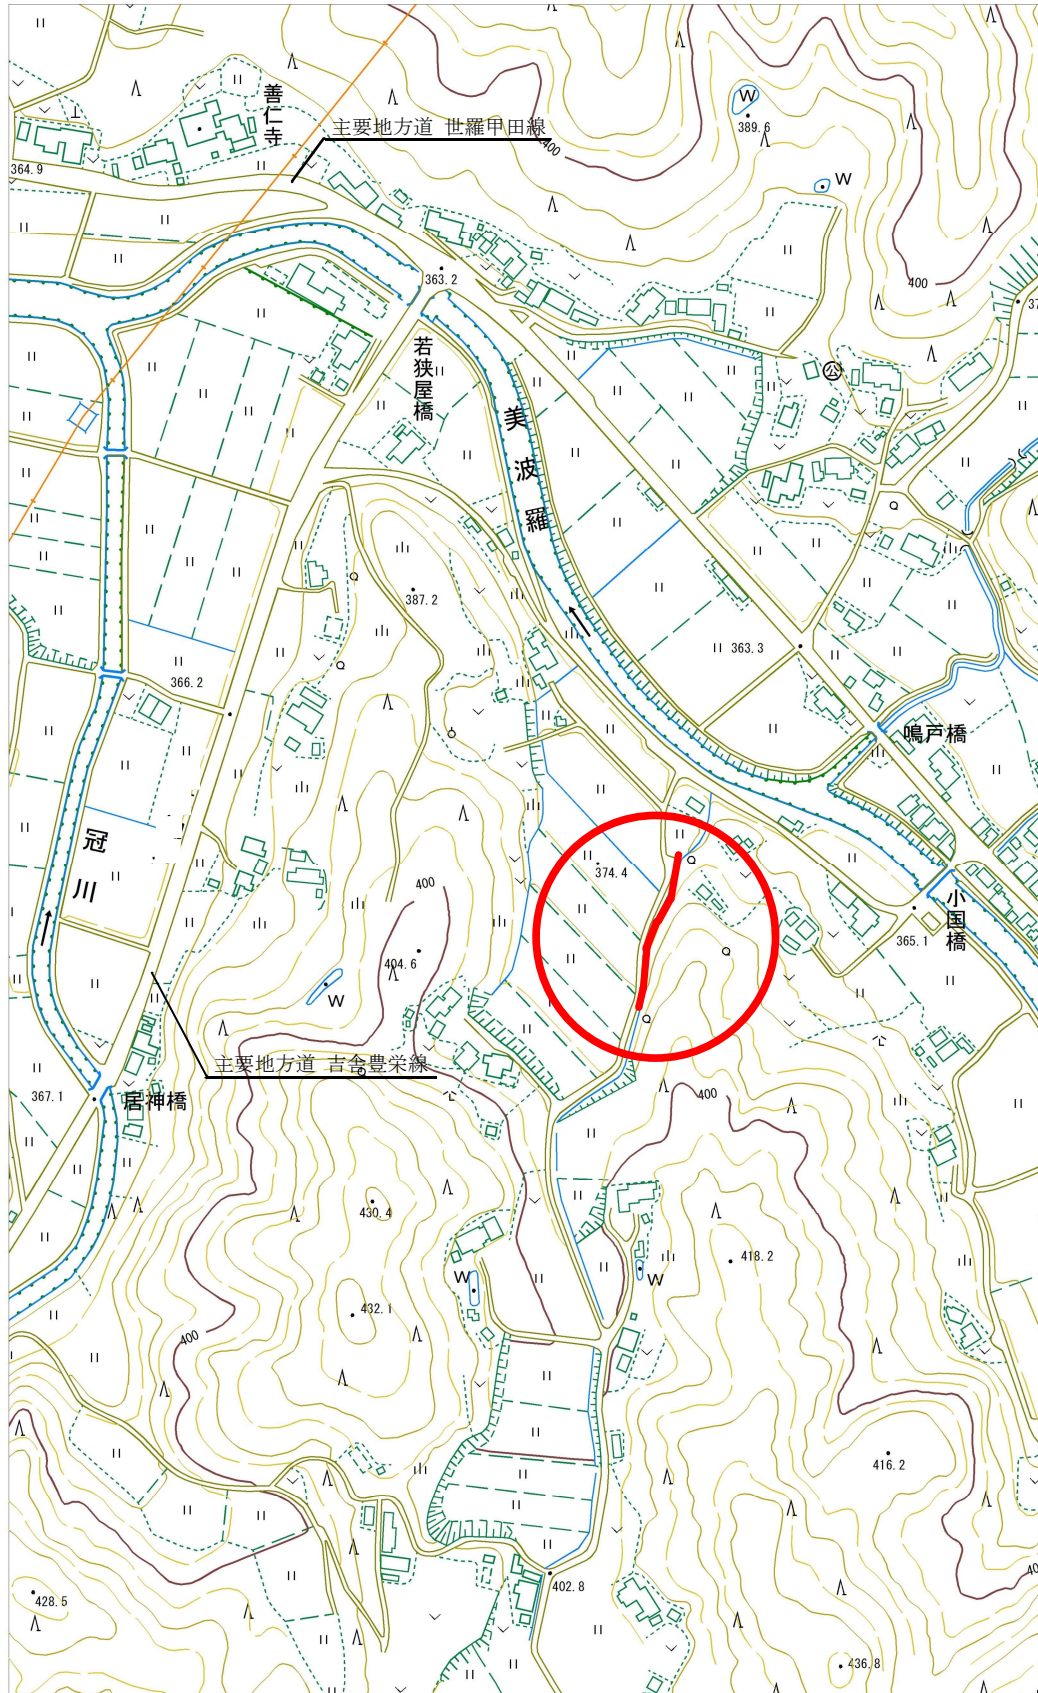 善仁寺
主要地方道 世羅甲田線
W
389.6
400
364.9
W
363.2
400
若狭屋橋
公
美波羅
387.2
363.3
366.2
鳴戸橋
冠川
374.4
400
小国橋
365.1
404.6
W
主要地方道 吉舎豊栄線
367.1
居神橋
400
430.4
418.2
W
W
432.1
400
416.2
402.8
428.5
436.8